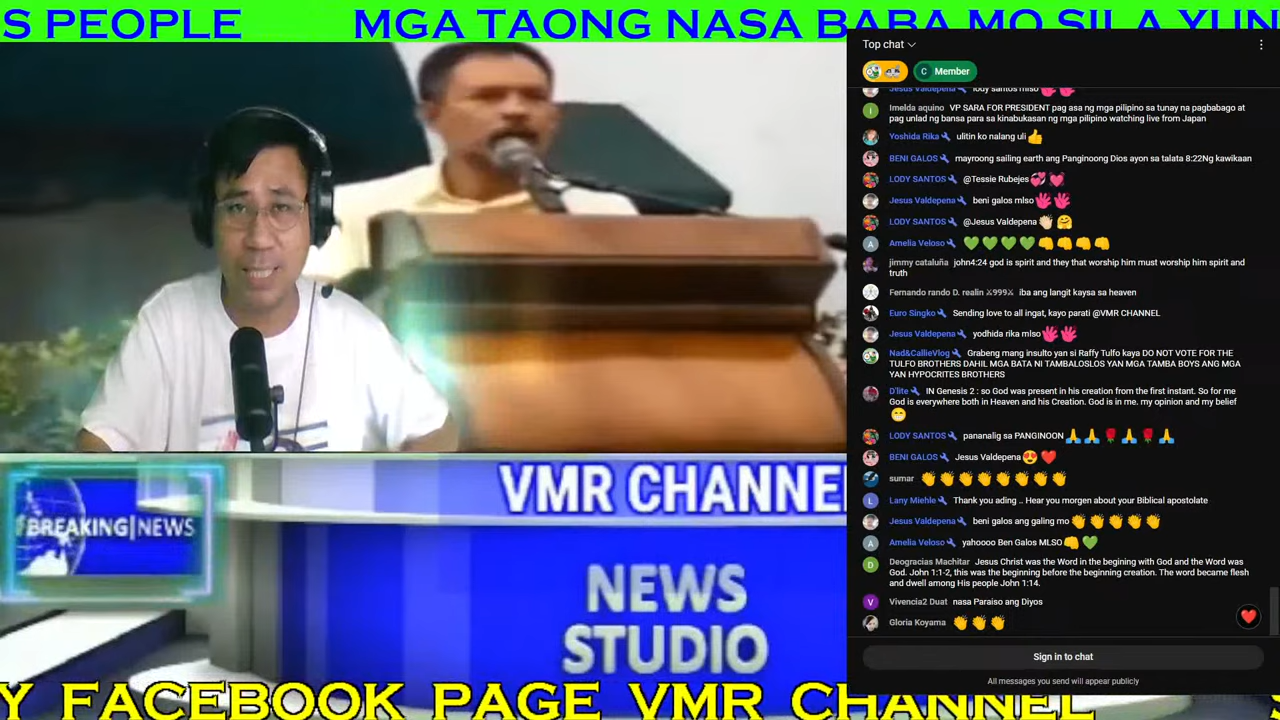 S PEOPLE MGA TAONG NASA BABA MO SILA YUN
Top chat
C Member
Jesus Valdepena lody santos mlso
Imelda aquino VP SARA FOR PRESIDENT pag asa ng mga pilipino sa tunay na pagbabago at
pag unlad ng bansa para sa kinabukasan ng mga pilipino watching live from Japan
Yoshida Rika ulitin ko nalang uli👍
BENI GALOS mayroong sailing earth ang Panginoong Dios ayon sa talata 8:22Ng kawikaan
LODY SANTOS @Tessie Rubejes💞 💓
Jesus Valdepena beni galos mlso👋 👋
LODY SANTOS @Jesus Valdepena👏🏻 🤗
A Amelia Veloso 💚💚💚💚👊👊👊👊
jimmy cataluña john4:24 god is spirit and they that worship him must worship him spirit and
truth
Fernando rando D. realin ⚔999⚔ iba ang langit kaysa sa heaven
Euro Singko Sending love to all ingat, kayo parati @VMR CHANNEL
Jesus Valdepena yodhida rika mlso👋 👋
Nad&CallieVlog Grabeng mang insulto yan si Raffy Tulfo kaya DO NOT VOTE FOR THE
TULFO BROTHERS DAHIL MGA BATA NI TAMBALOSLOS YAN MGA TAMBA BOYS ANG MGA
YAN HYPOCRITES BROTHERS
D'lite IN Genesis 2 : so God was present in his creation from the first instant. So for me
God is everywhere both in Heaven and his Creation. God is in me. my opinion and my belief
😁
LODY SANTOS pananalig sa PANGINOON🙏🙏🌹🙏🌹🙏
BENI GALOS Jesus Valdepena😍 ❤️
sumar 👏👏👏👏👏👏👏👏
L Lany Miehle Thank you ading .. Hear you morgen about your Biblical apostolate
Jesus Valdepena beni galos ang galing mo👏👏👏👏👏
A Amelia Veloso yahoooo Ben Galos MLSO👊💚
D Deogracias Machitar Jesus Christ was the Word in the begining with God and the Word was
God. John 1:1-2, this was the beginning before the beginning creation. The word became flesh
and dwell among His people John 1:14.
V Vivencia2 Duat nasa Paraiso ang Diyos
Gloria Koyama 👏👏👏
Sign in to chat
All messages you send will appear publicly
VMR CHANNE
BREAKING|NEWS
NEWS
STUDIO
Y FACEBOOK PAGE VMR CHANNEL